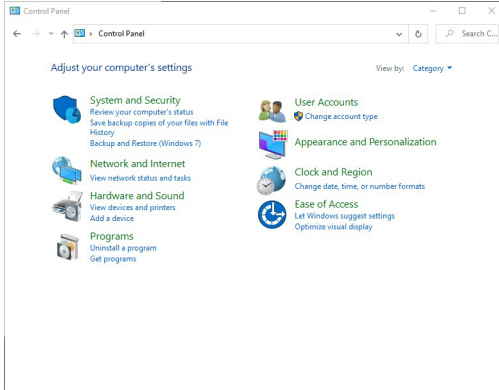 Control Panel
Control Panel
Search C...
Adjust your computer's settings
View by: Category
System and Security
Review your computer's status
Save backup copies of your files with File
History
Backup and Restore (Windows 7)
Network and Internet
View network status and tasks
Hardware and Sound
View devices and printers
Add a device
Programs
Uninstall a program
Get programs
User Accounts
Change account type
Appearance and Personalization
Clock and Region
Change date, time, or number formats
Ease of Access
Let Windows suggest settings
Optimize visual display